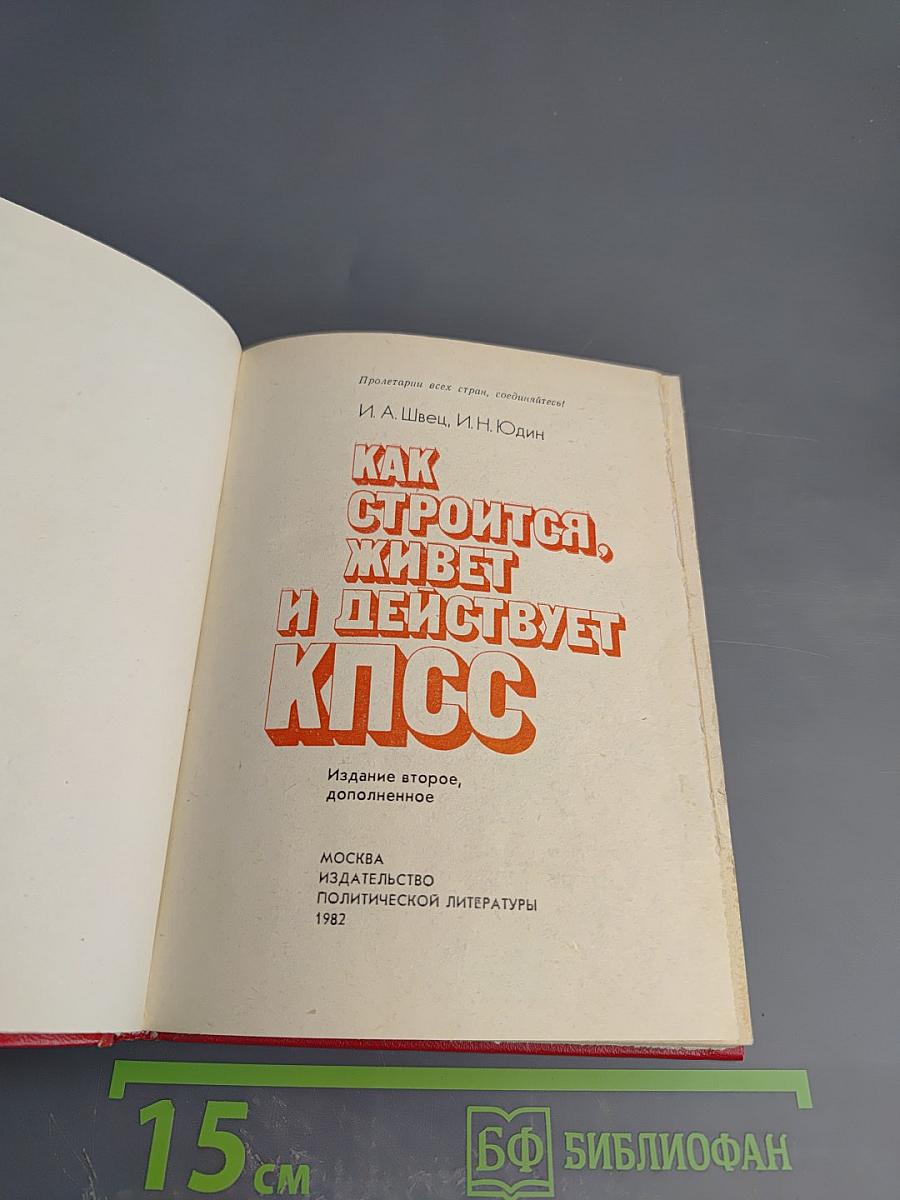 Пролетарии всех стран, соединяйтесь!
И. А. Швец, И. Н. Юдин
КАК
СТРОИТСЯ,
ЖИВЕТ
И ДЕЙСТВУЕТ
КПСС
Издание второе,
дополненное
МОСКВА
ИЗДАТЕЛЬСТВО
ПОЛИТИЧЕСКОЙ ЛИТЕРАТУРЫ
1982
15 СМ
БФ БИБЛИОФАН